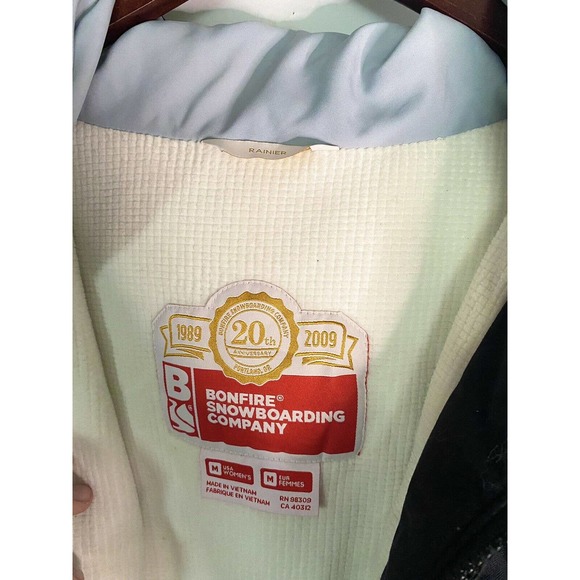 RAINIER
BONFIRE SNOWBOARDING COMPANY
1989 20th 2009
ANNIVERSARY
PORTLAND, OR
B
BONFIRE®
SNOWBOARDING
COMPANY
M USA WOMEN'S M EUR FEMMES
MADE IN VIETNAM RN 98309
FABRIQUE EN VIETNAM CA 40312